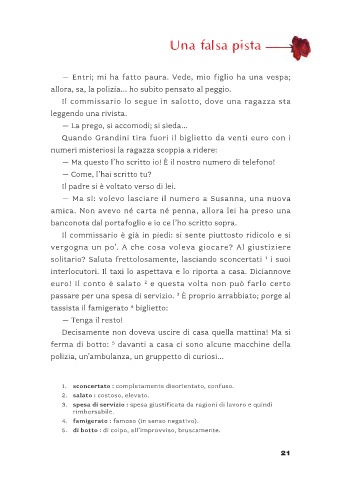 Una falsa pista
— Entri; mi ha fatto paura. Vede, mio figlio ha una vespa;
allora, sa, la polizia... ho subito pensato al peggio.
Il commissario lo segue in salotto, dove una ragazza sta
leggendo una rivista.
— La prego, si accomodi; si sieda...
Quando Grandini tira fuori il biglietto da venti euro con i
numeri misteriosi la ragazza scoppia a ridere:
— Ma questo l'ho scritto io! È il nostro numero di telefono!
— Come, l'hai scritto tu?
Il padre si è voltato verso di lei.
— Ma sì: volevo lasciare il numero a Susanna, una nuova
amica. Non avevo né carta né penna, allora lei ha preso una
banconota dal portafoglio e io ce l'ho scritto sopra.
Il commissario è già in piedi: si sente piuttosto ridicolo e si
vergogna un po'. A che cosa voleva giocare? Al giustiziere
solitario? Saluta frettolosamente, lasciando sconcertati 1 i suoi
interlocutori. Il taxi lo aspettava e lo riporta a casa. Diciannove
euro! Il conto è salato 2 e questa volta non può farlo certo
passare per una spesa di servizio. 3 È proprio arrabbiato; porge al
tassista il famigerato 4 biglietto:
— Tenga il resto!
Decisamente non doveva uscire di casa quella mattina! Ma si
ferma di botto: 5 davanti a casa ci sono alcune macchine della
polizia, un'ambulanza, un gruppetto di curiosi...
1. sconcertato : completamente disorientato, confuso.
2. salato : costoso, elevato.
3. spesa di servizio : spesa giustificata da ragioni di lavoro e quindi
rimborsabile.
4. famigerato : famoso (in senso negativo).
5. di botto : di colpo, all'improvviso, bruscamente.
21